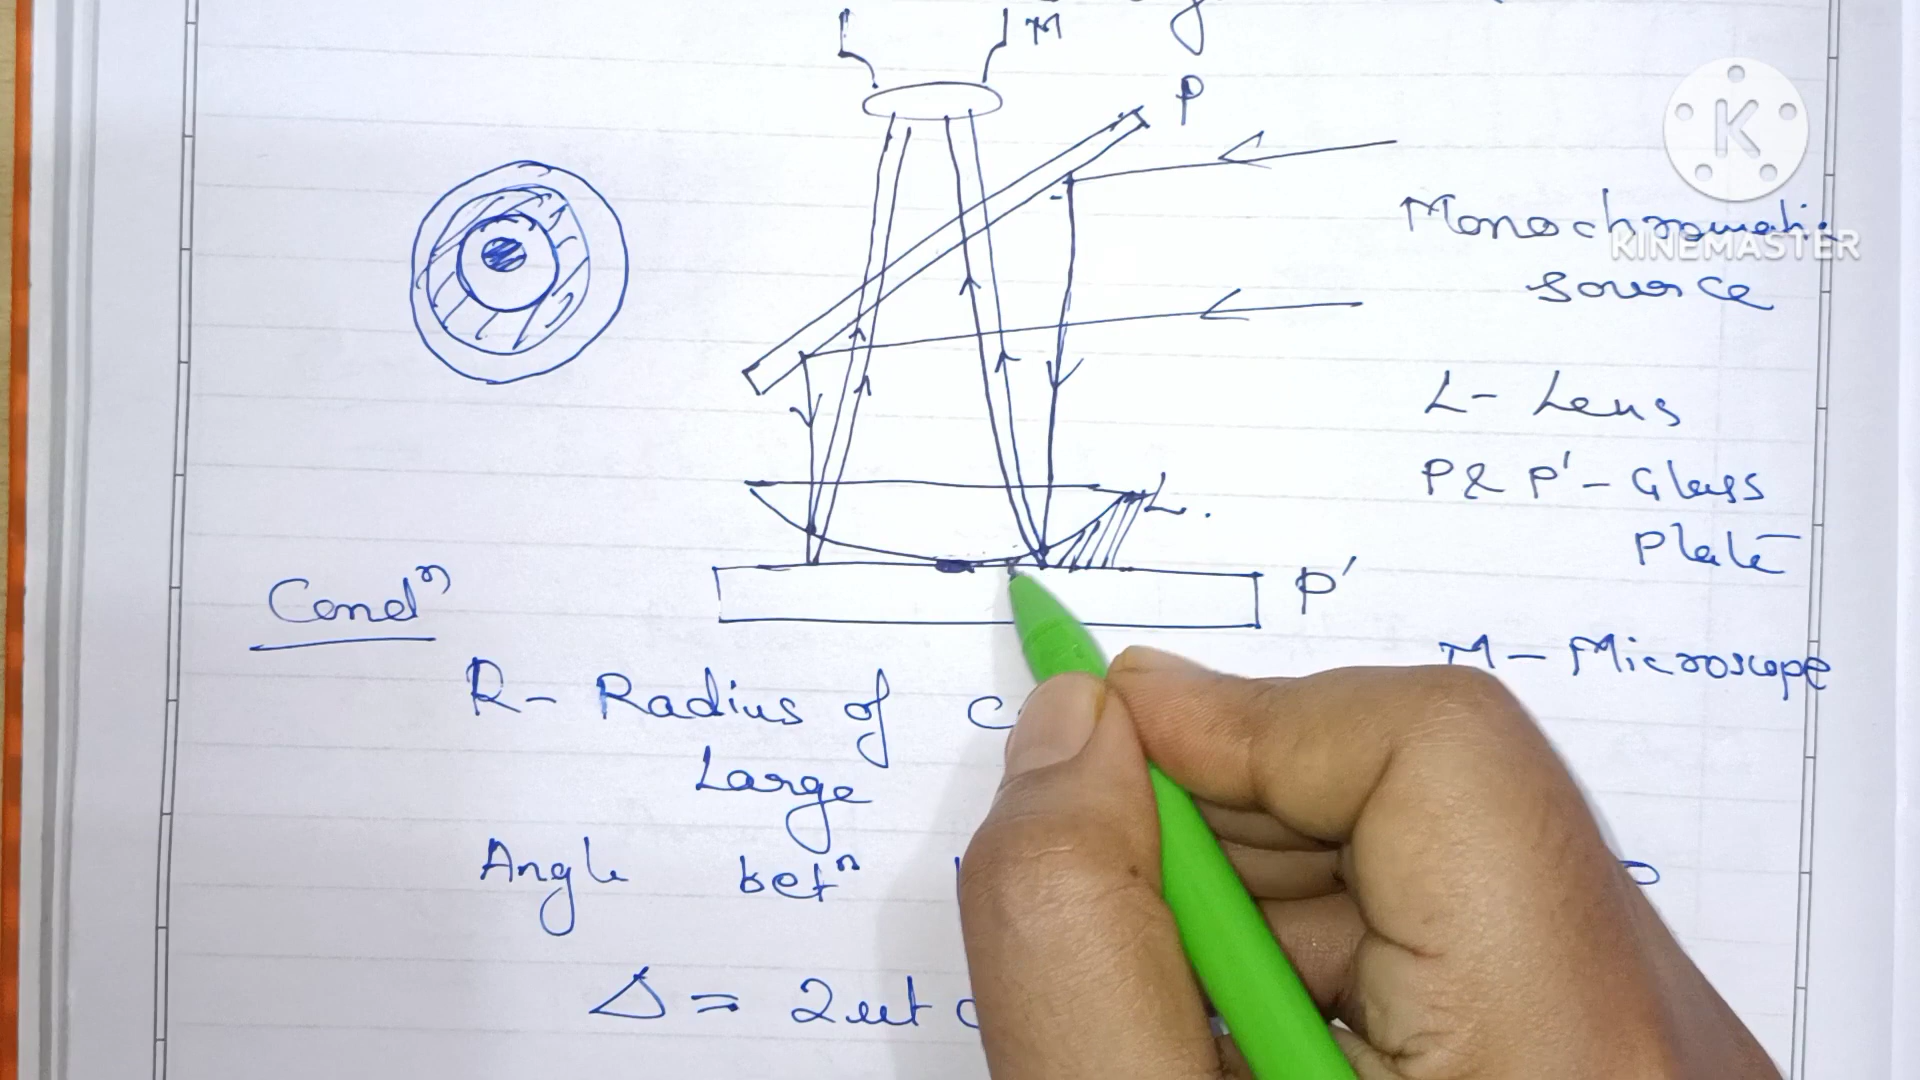 M
P
Monochromatic
source
KINEMASTER
L- Lens
P & P' - Glass
Plate
L.
P'
Condⁿ
M - Microscope
R- Radius of
Large
Angle betⁿ
Δ = 2μt